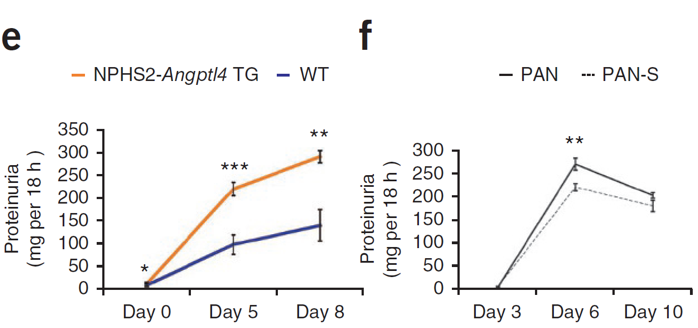 e
NPHS2-Angptl4 TG WT
Proteinuria
(mg per 18 h )
350
300
250
200
150
100
50
0
*
***
**
Day 0 Day 5 Day 8
f
PAN PAN-S
Proteinuria
(mg per 18 h )
300
250
200
150
100
50
0
**
Day 3 Day 6 Day 10